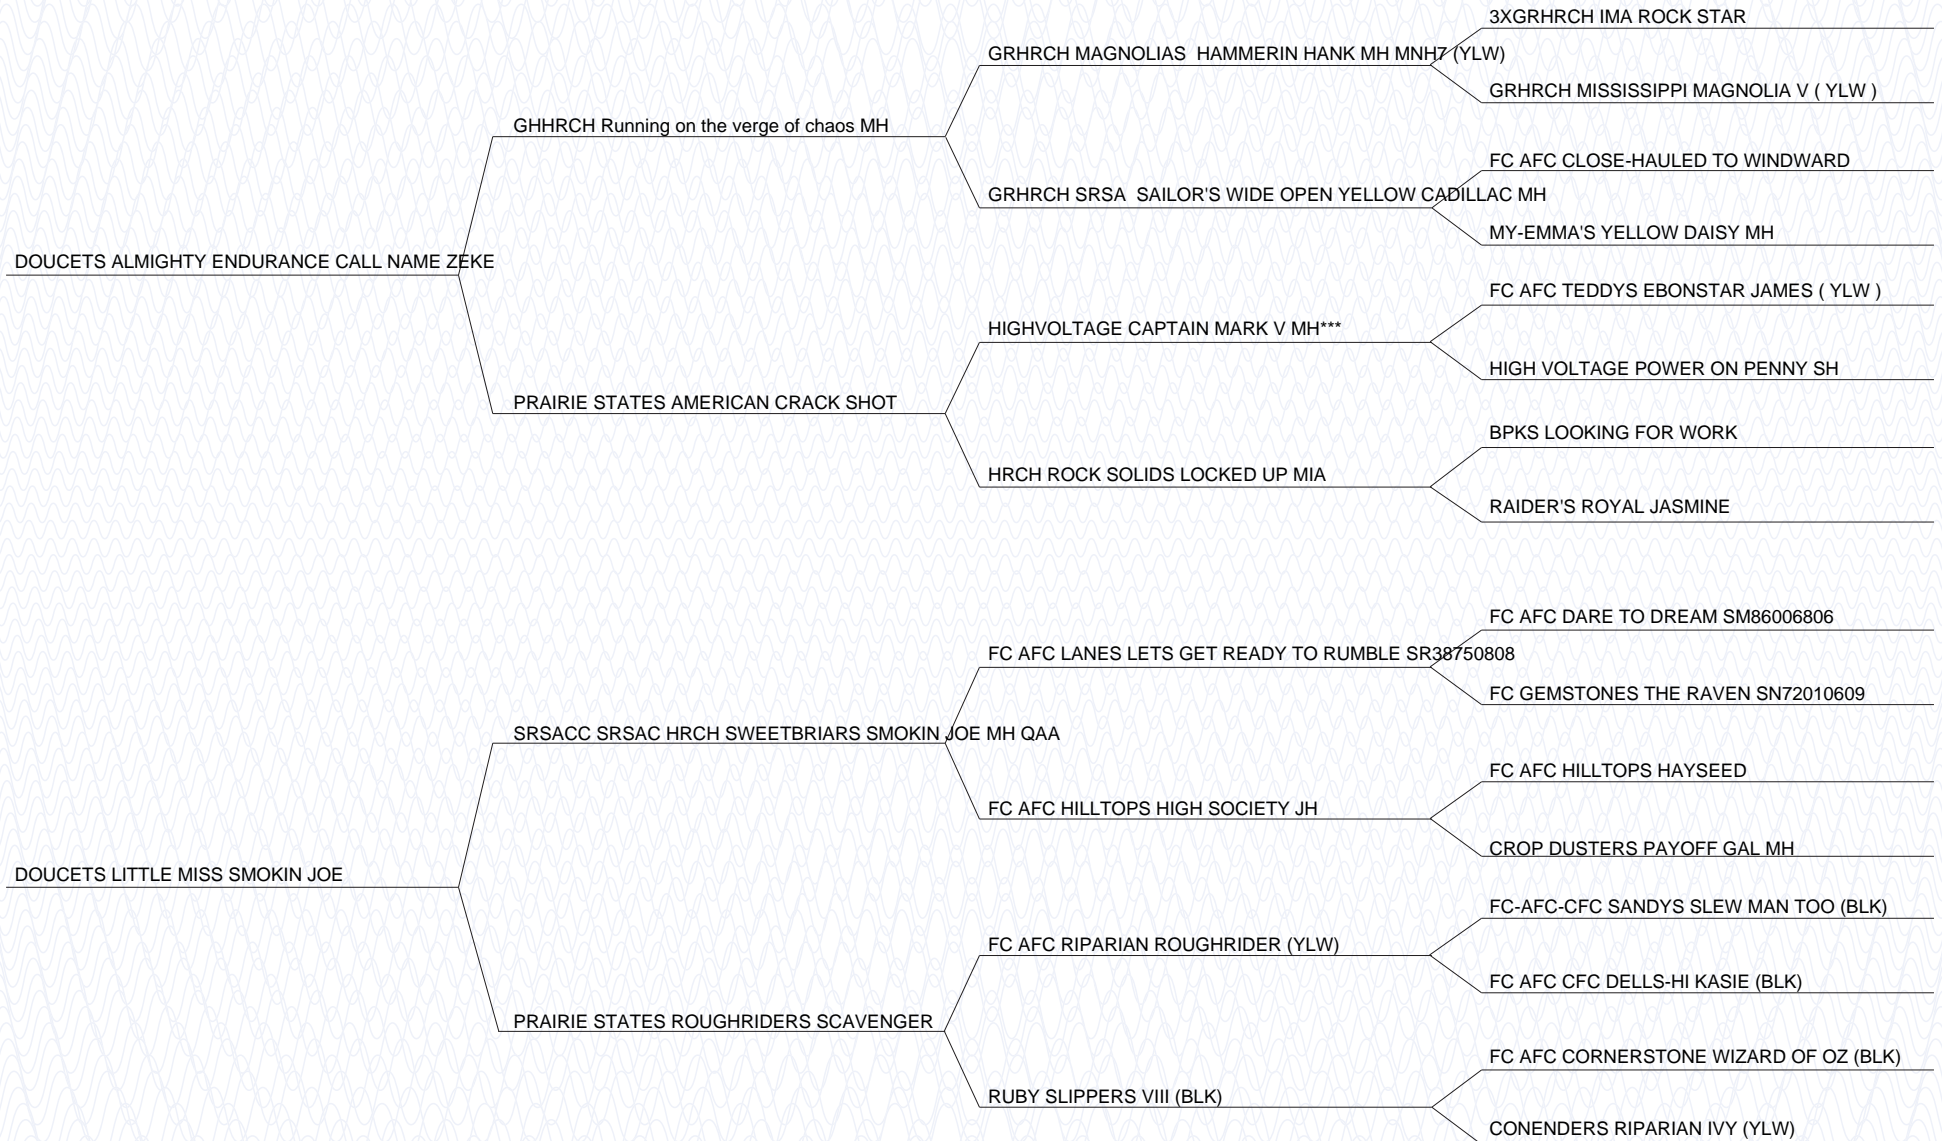 3XGRHRCH IMA ROCK STAR
GRHRCH MAGNOLIAS  HAMMERIN HANK MH MNH7 (YLW)
GRHRCH MISSISSIPPI MAGNOLIA V ( YLW )
GHHRCH Running on the verge of chaos MH
FC AFC CLOSE-HAULED TO WINDWARD
GRHRCH SRSA  SAILOR'S WIDE OPEN YELLOW CADILLAC MH
MY-EMMA'S YELLOW DAISY MH
DOUCETS ALMIGHTY ENDURANCE CALL NAME ZEKE
FC AFC TEDDYS EBONSTAR JAMES ( YLW )
HIGHVOLTAGE CAPTAIN MARK V MH***
HIGH VOLTAGE POWER ON PENNY SH
PRAIRIE STATES AMERICAN CRACK SHOT
BPKS LOOKING FOR WORK
HRCH ROCK SOLIDS LOCKED UP MIA
RAIDER'S ROYAL JASMINE
FC AFC DARE TO DREAM SM86006806
FC AFC LANES LETS GET READY TO RUMBLE SR38750808
FC GEMSTONES THE RAVEN SN72010609
SRSACC SRSAC HRCH SWEETBRIARS SMOKIN JOE MH QAA
FC AFC HILLTOPS HAYSEED
FC AFC HILLTOPS HIGH SOCIETY JH
CROP DUSTERS PAYOFF GAL MH
DOUCETS LITTLE MISS SMOKIN JOE
FC-AFC-CFC SANDYS SLEW MAN TOO (BLK)
FC AFC RIPARIAN ROUGHRIDER (YLW)
FC AFC CFC DELLS-HI KASIE (BLK)
PRAIRIE STATES ROUGHRIDERS SCAVENGER
FC AFC CORNERSTONE WIZARD OF OZ (BLK)
RUBY SLIPPERS VIII (BLK)
CONENDERS RIPARIAN IVY (YLW)